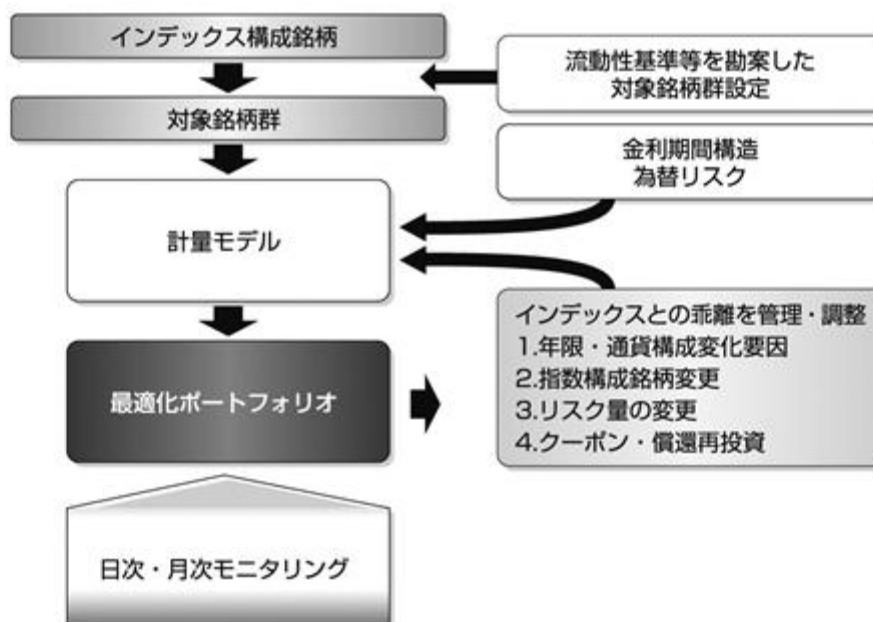 インデックス構成銘柄
流動性基準等を勘案した
対象銘柄群設定
対象銘柄群
金利期間構造
為替リスク
計量モデル
インデックスとの乖離を管理・調整
1.年限・通貨構成変化要因
2.指数構成銘柄変更
3.リスク量の変更
4.クーポン・償還再投資
最適化ポートフォリオ
日次・月次モニタリング